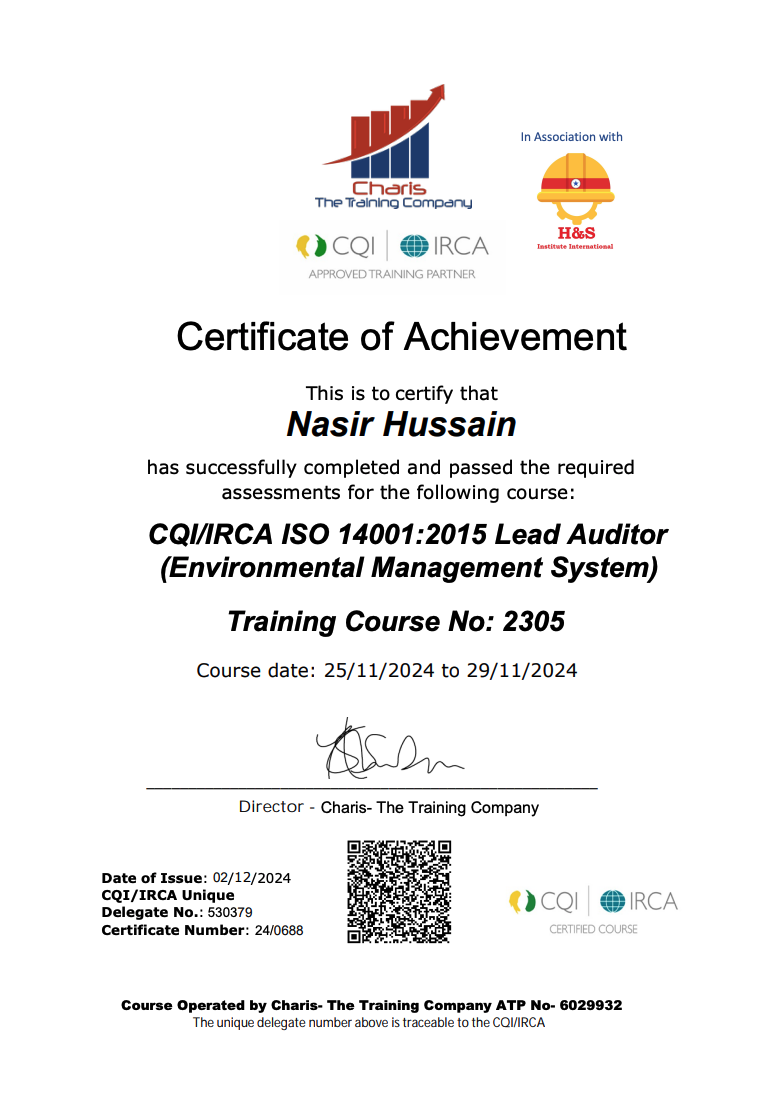 In Association with
Charis
The Training Company
H&S
Institute International
CQI IRCA
APPROVED TRAINING PARTNER
Certificate of Achievement
This is to certify that
Nasir Hussain
has successfully completed and passed the required
assessments for the following course:
CQI/IRCA ISO 14001:2015 Lead Auditor
(Environmental Management System)
Training Course No: 2305
Course date: 25/11/2024 to 29/11/2024
Director - Charis- The Training Company
Date of Issue: 02/12/2024
CQI/IRCA Unique
Delegate No.: 530379
Certificate Number: 24/0688
CQI IRCA
CERTIFIED COURSE
Course Operated by Charis- The Training Company ATP No- 6029932
The unique delegate number above is traceable to the CQI/IRCA